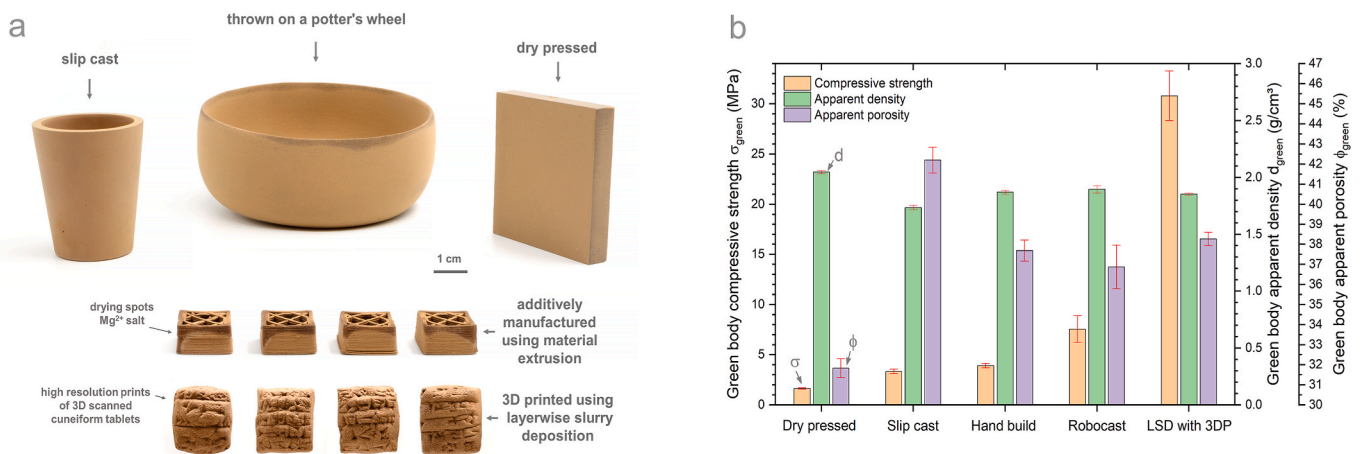 a
thrown on a potter's wheel
slip cast
dry pressed
1 cm
drying spots
Mg²⁺ salt
additively
manufactured
using material
extrusion
high resolution prints
of 3D scanned
cuneiform tablets
3D printed using
layerwise slurry
deposition
b
Compressive strength
Apparent density
Apparent porosity
Green body compressive strength σgreen (MPa)
0
5
10
15
20
25
30
σ
d
ϕ
Dry pressed
Slip cast
Hand build
Robocast
LSD with 3DP
0.0
0.5
1.0
1.5
2.0
2.5
3.0
Green body apparent density dgreen (g/cm³)
30
31
32
33
34
35
36
37
38
39
40
41
42
43
44
45
46
47
Green body apparent porosity ϕgreen (%)